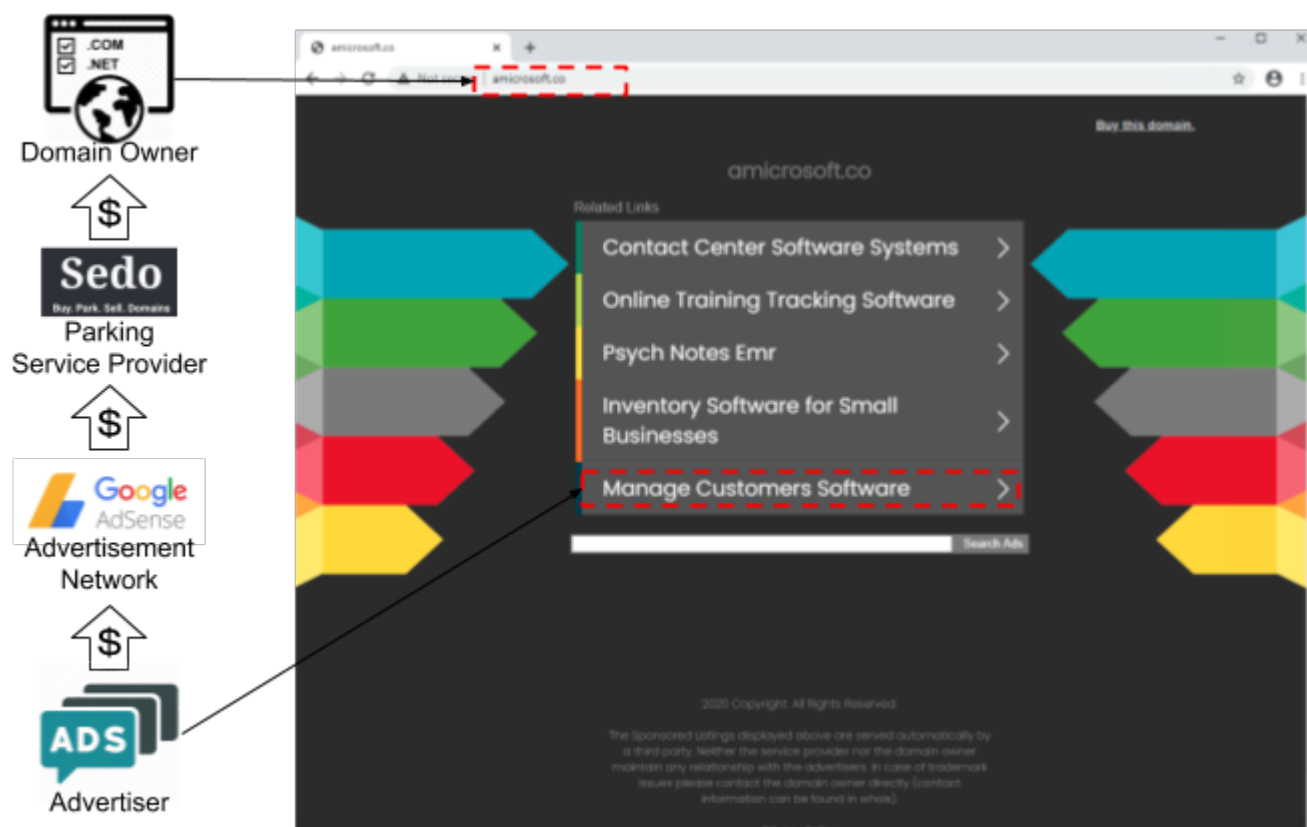 .COM
.NET
Domain Owner
$
Sedo
Buy. Park. Sell. Domains
Parking
Service Provider
$
Google
AdSense
Advertisement
Network
$
ADS
Advertiser
amicrosoft.co
Not secure
amicrosoft.co
Buy this domain.
amicrosoft.co
Related Links
Contact Center Software Systems
Online Training Tracking Software
Psych Notes Emr
Inventory Software for Small
Businesses
Manage Customers Software
Search Ads
2020 Copyright. All Rights Reserved.
The Sponsored Listings displayed above are served automatically by
a third party. Neither the service provider nor the domain owner
maintain any relationship with the advertisers. In case of trademark
issues please contact the domain owner directly (contact
information can be found in whois).